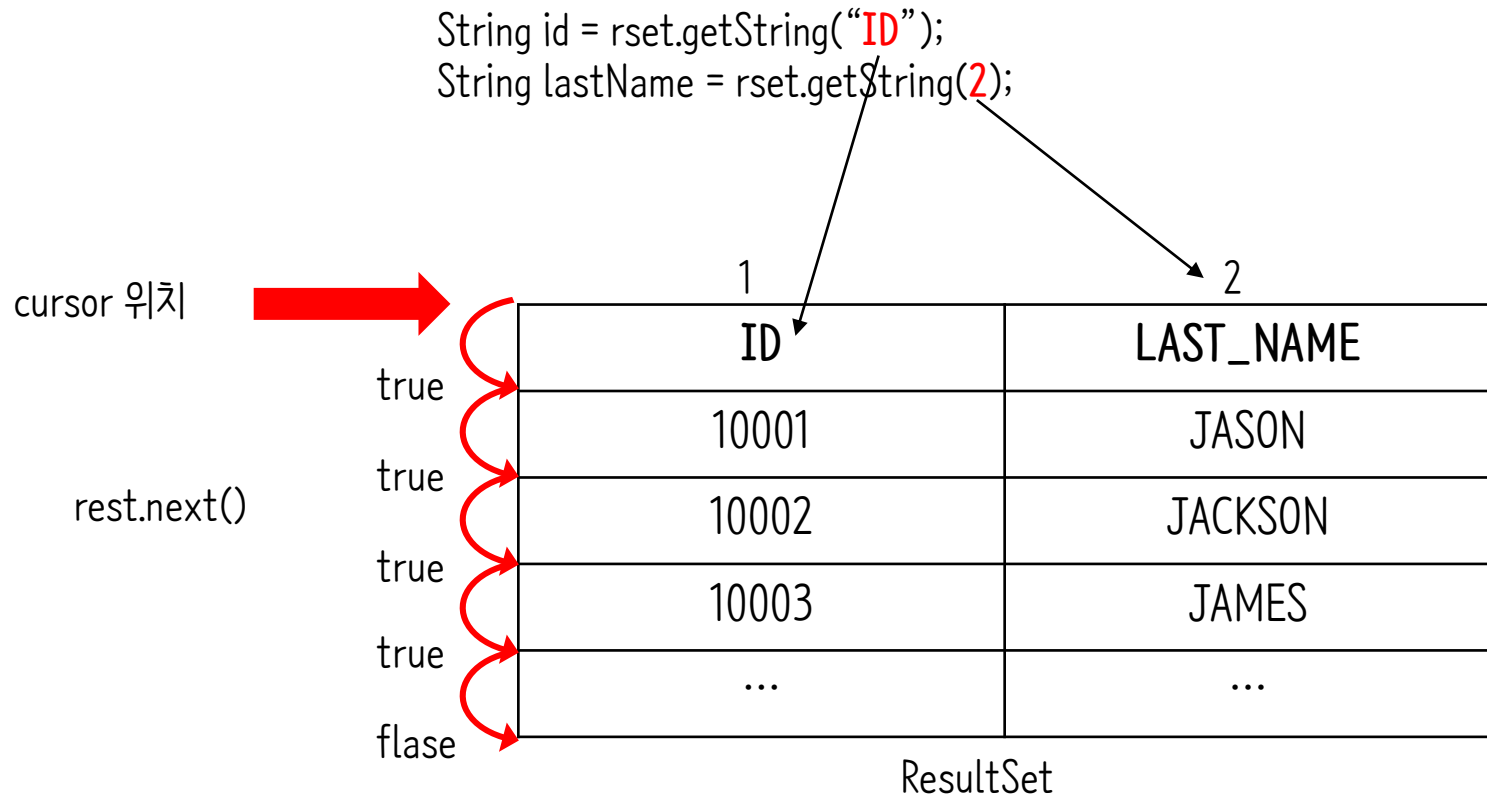 String id = rset.getString(“ID”);
String lastName = rset.getString(2);
1 2
cursor 위치
ID LAST_NAME
true
10001 JASON
true
rest.next()
10002 JACKSON
true
10003 JAMES
true
... ...
flase
ResultSet